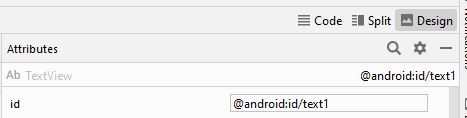 Code Split Design
Attributes
Ab TextView @android:id/text1
id @android:id/text1